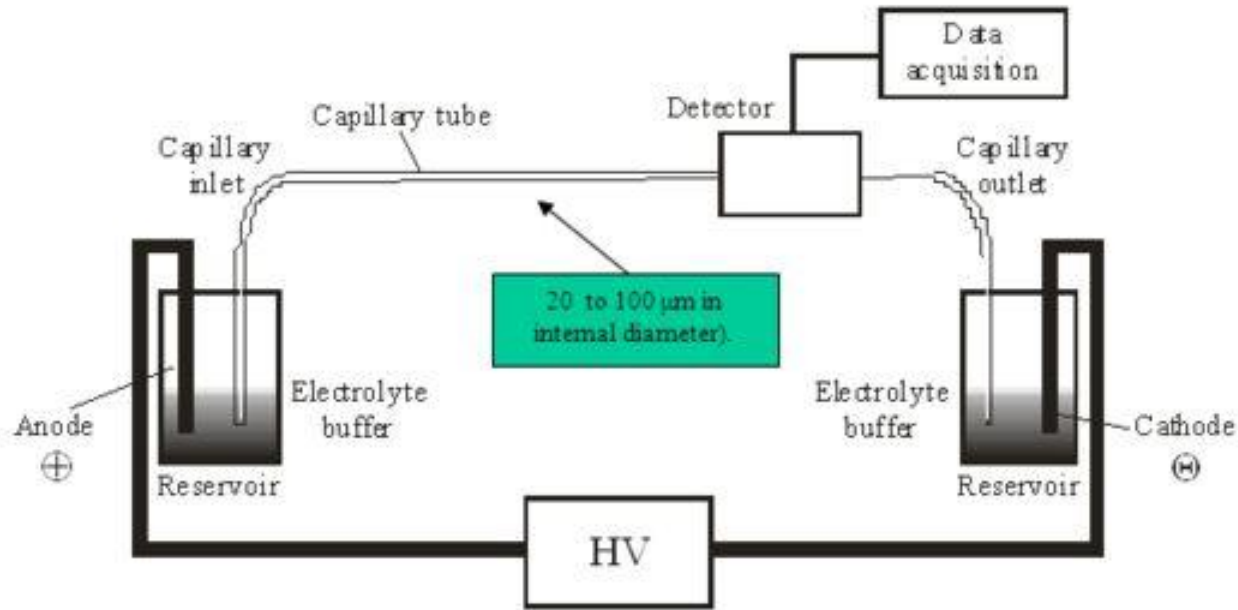 Data
acquisition
Detector
Capillary tube
Capillary
inlet
Capillary
outlet
20 to 100 µm in
internal diameter).
Electrolyte
buffer
Electrolyte
buffer
Anode
Cathode
Reservoir
Reservoir
HV